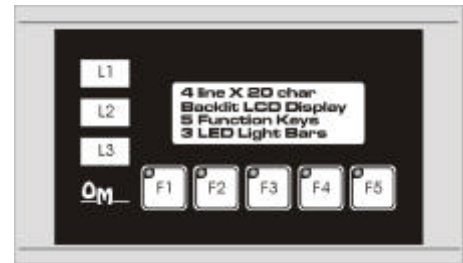 L1
L2
L3
4 line X 20 char
Backlit LCD Display
5 Function Keys
3 LED Light Bars
OM
F1 F2 F3 F4 F5